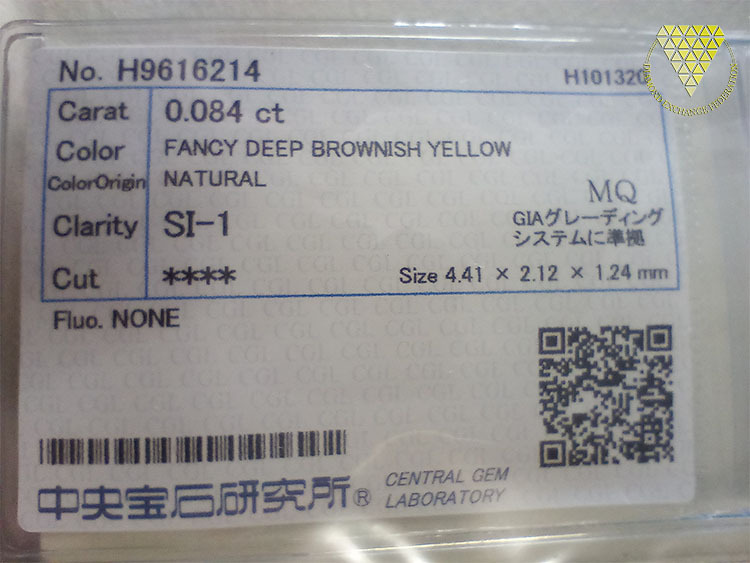 No. H9616214
H101320
Carat 0.084 ct
Color FANCY DEEP BROWNISH YELLOW
ColorOrigin NATURAL
MQ
Clarity SI-1
GIAグレーディング
システムに準拠
Cut **** Size 4.41 × 2.12 × 1.24 mm
Fluo. NONE
中央宝石研究所®
CENTRAL GEM
LABORATORY